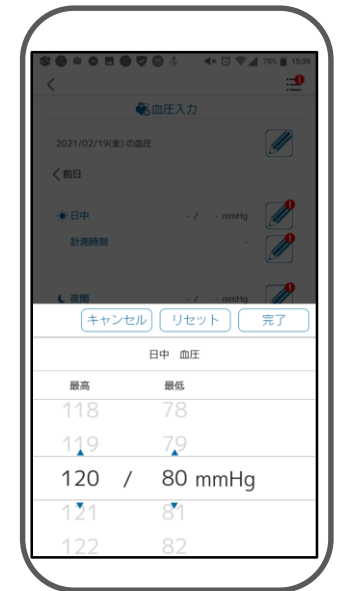 78% 15:39
血圧入力
2021/02/19(金) の血圧
前日
日中 - / - mmHg
計測時刻 -
夜間 - / - mmHg
キャンセル リセット 完了
日中 血圧
最高 最低
118 78
119 79
120 / 80 mmHg
121 81
122 82